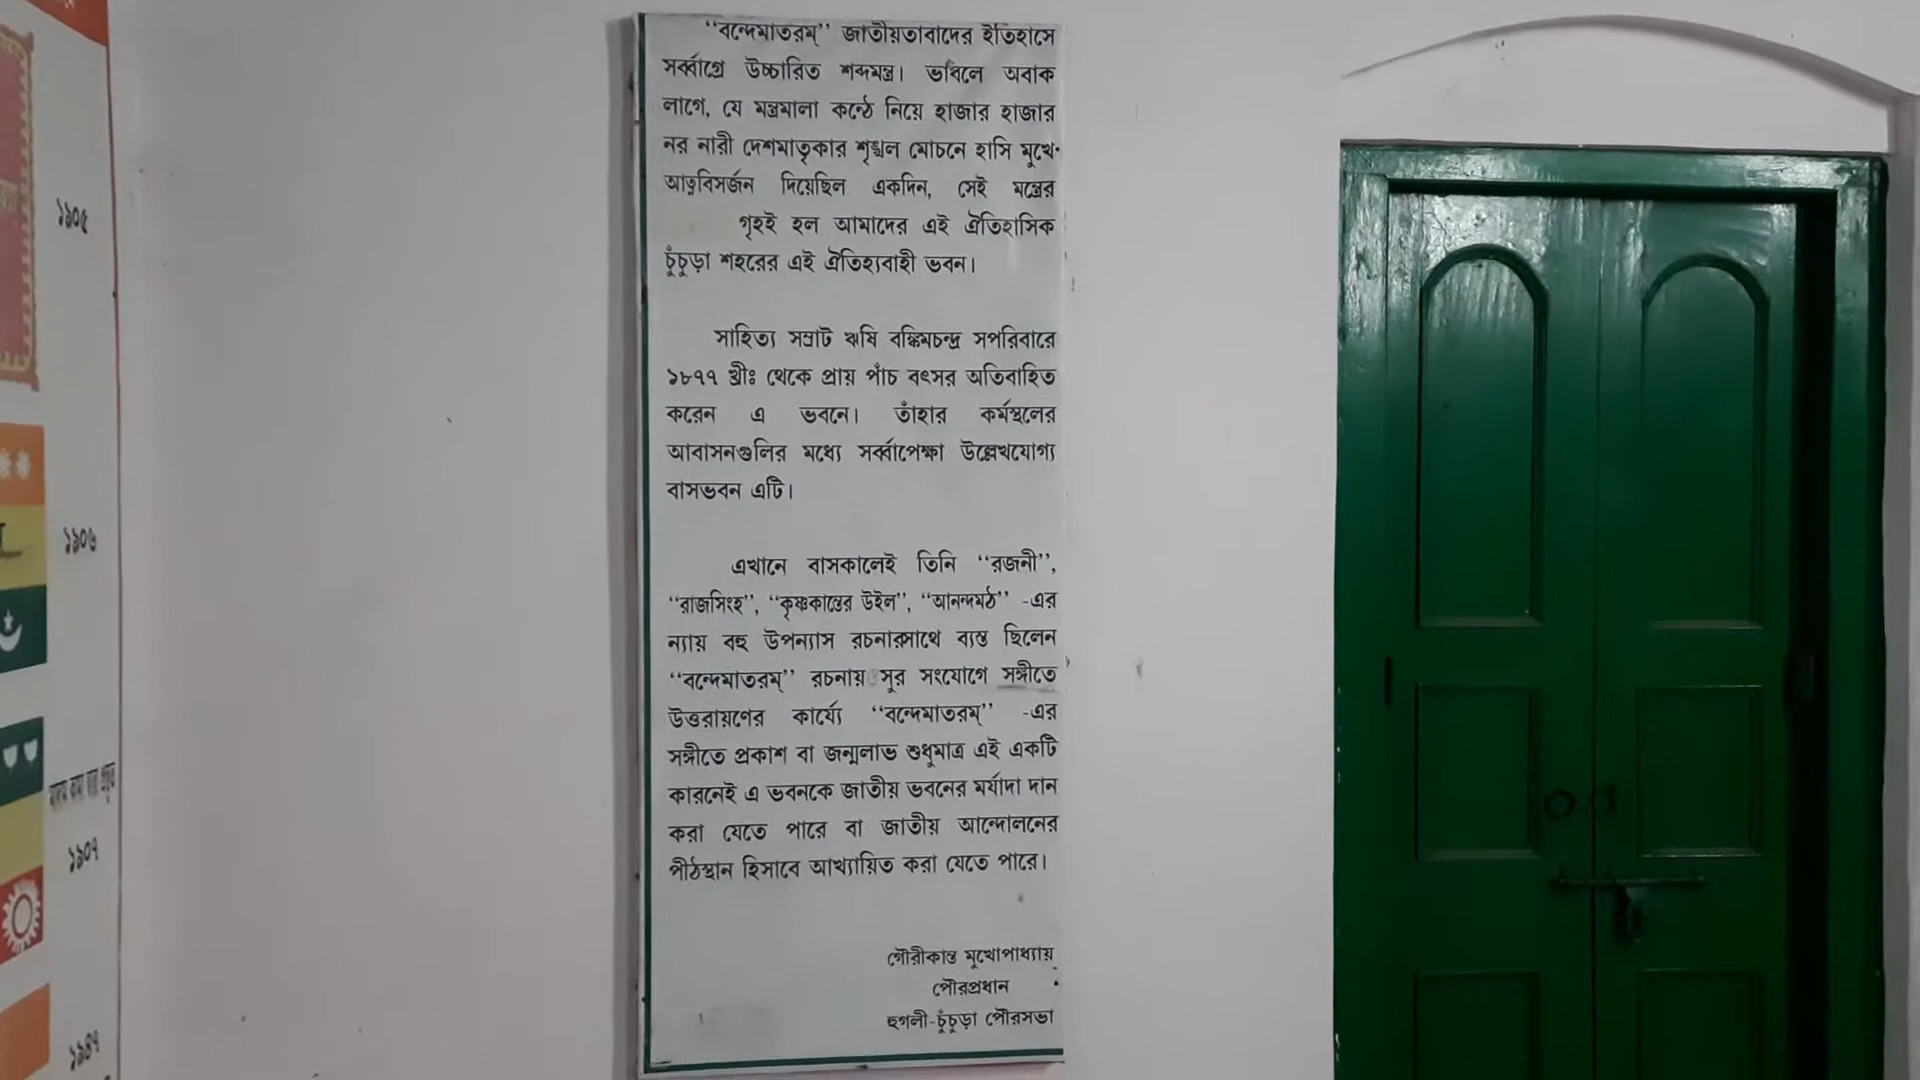 “বন্দেমাতরম্” জাতীয়তাবাদের ইতিহাসে
সর্ব্বাগ্রে উচ্চারিত শব্দমন্ত্র। ভাবলে অবাক
লাগে, যে মন্ত্রমালা কন্ঠে নিয়ে হাজার হাজার
নর নারী দেশমাতৃকার শৃঙ্খল মোচনে হাসি মুখে
আত্মবিসর্জন দিয়েছিল একদিন, সেই মন্ত্রের
গৃহই হল আমাদের এই ঐতিহাসিক
চুঁচুড়া শহরের এই ঐতিহ্যবাহী ভবন।
সাহিত্য সম্রাট ঋষি বঙ্কিমচন্দ্র সপরিবারে
১৮৭৭ খ্রীঃ থেকে প্রায় পাঁচ বৎসর অতিবাহিত
করেন এ ভবনে। তাঁহার কর্মস্থলের
আবাসনগুলির মধ্যে সর্ব্বাপেক্ষা উল্লেখযোগ্য
বাসভবন এটি।
এখানে বাসকালেই তিনি “রজনী”,
“রাজসিংহ”, “কৃষ্ণকান্তের উইল”, “আনন্দমঠ” -এর
ন্যায় বহু উপন্যাস রচনারসাথে ব্যস্ত ছিলেন
“বন্দেমাতরম্” রচনায় সুর সংযোগে সঙ্গীতে
উত্তরায়ণের কার্য্যে “বন্দেমাতরম্” -এর
সঙ্গীতে প্রকাশ বা জন্মলাভ শুধুমাত্র এই একটি
কারনেই এ ভবনকে জাতীয় ভবনের মর্যাদা দান
করা যেতে পারে বা জাতীয় আন্দোলনের
পীঠস্থান হিসাবে আখ্যায়িত করা যেতে পারে।
গৌরীকান্ত মুখোপাধ্যায়
পৌরপ্রধান
হুগলী-চুঁচুড়া পৌরসভা
১৯০৫
১৯০৬
১৯০৭
১৯৪৭